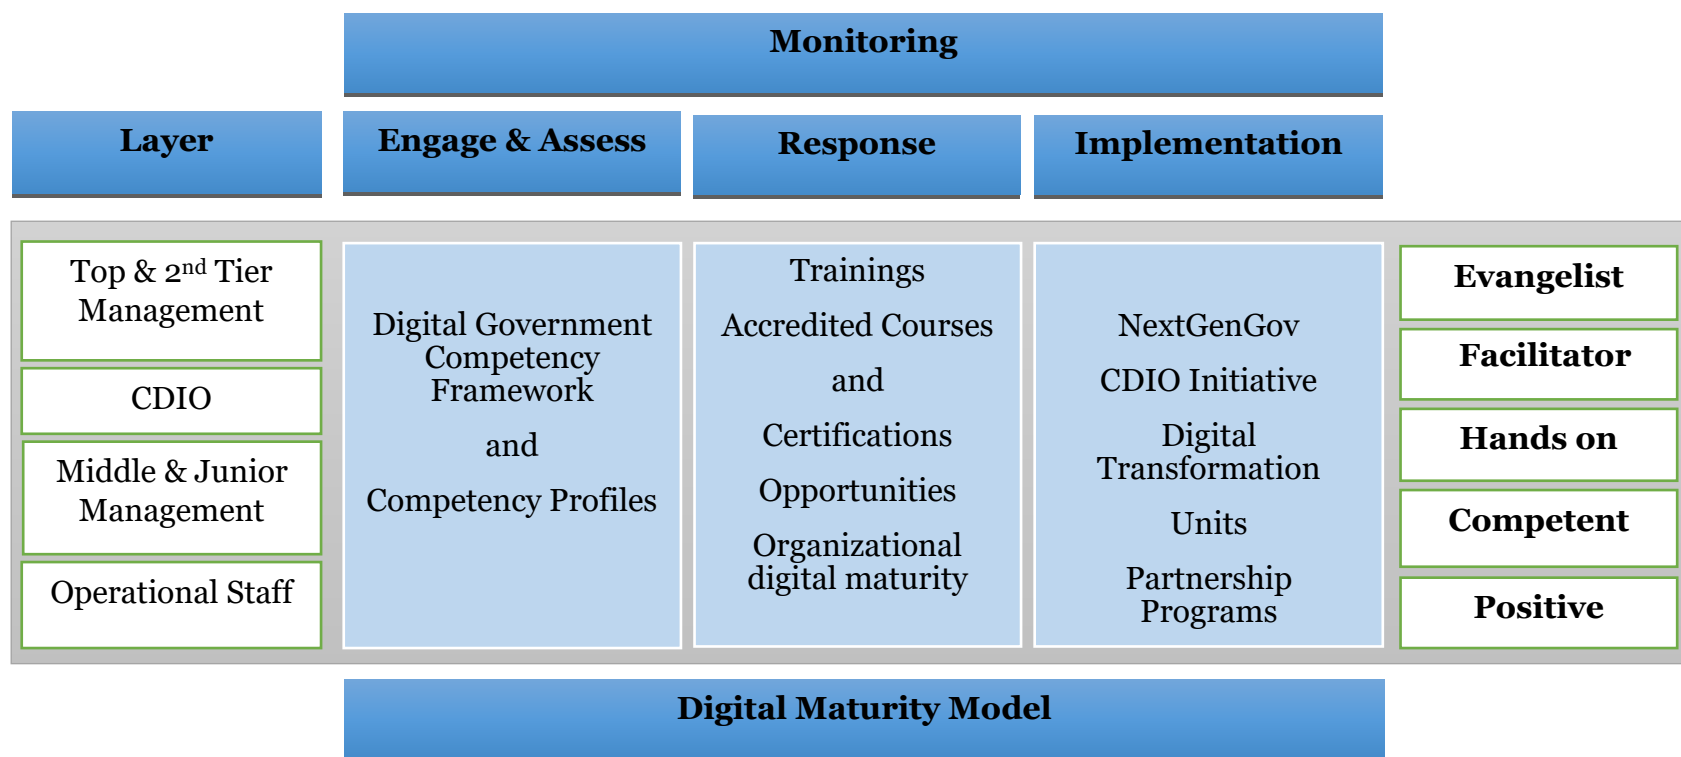 Monitoring
Layer
Engage & Assess
Response
Implementation
Top & 2nd Tier
Management
CDIO
Middle & Junior
Management
Operational Staff
Digital Government
Competency
Framework
and
Competency Profiles
Trainings
Accredited Courses
and
Certifications
Opportunities
Organizational
digital maturity
NextGenGov
CDIO Initiative
Digital
Transformation
Units
Partnership
Programs
Evangelist
Facilitator
Hands on
Competent
Positive
Digital Maturity Model